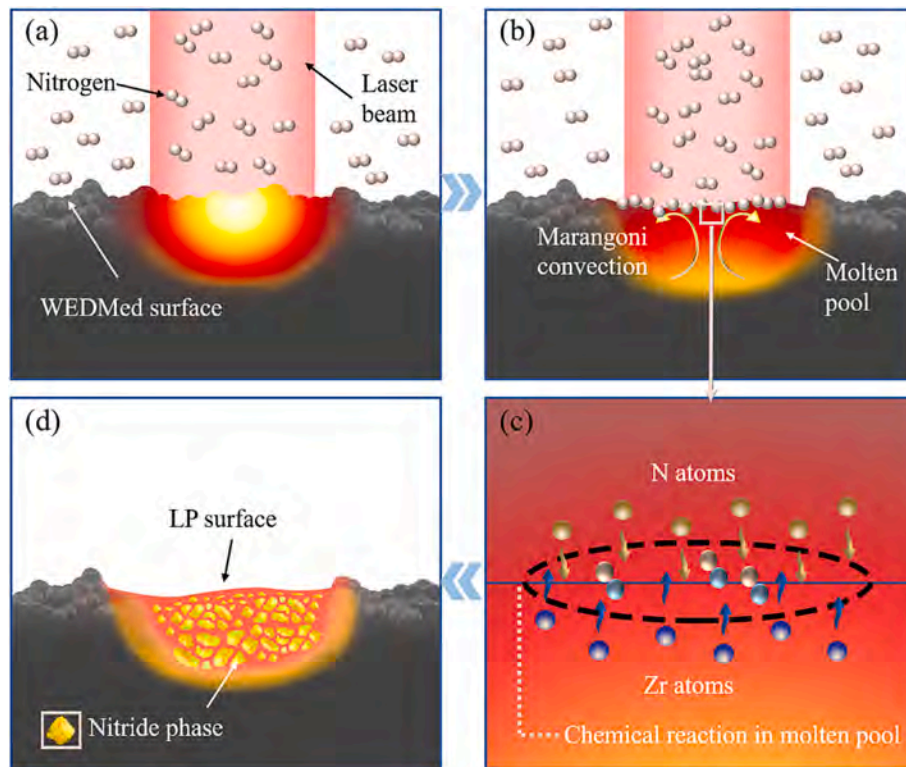 (a)
Nitrogen
Laser
beam
WEDMed surface
(b)
Marangoni
convection
Molten
pool
(d)
LP surface
Nitride phase
(c)
N atoms
Zr atoms
Chemical reaction in molten pool